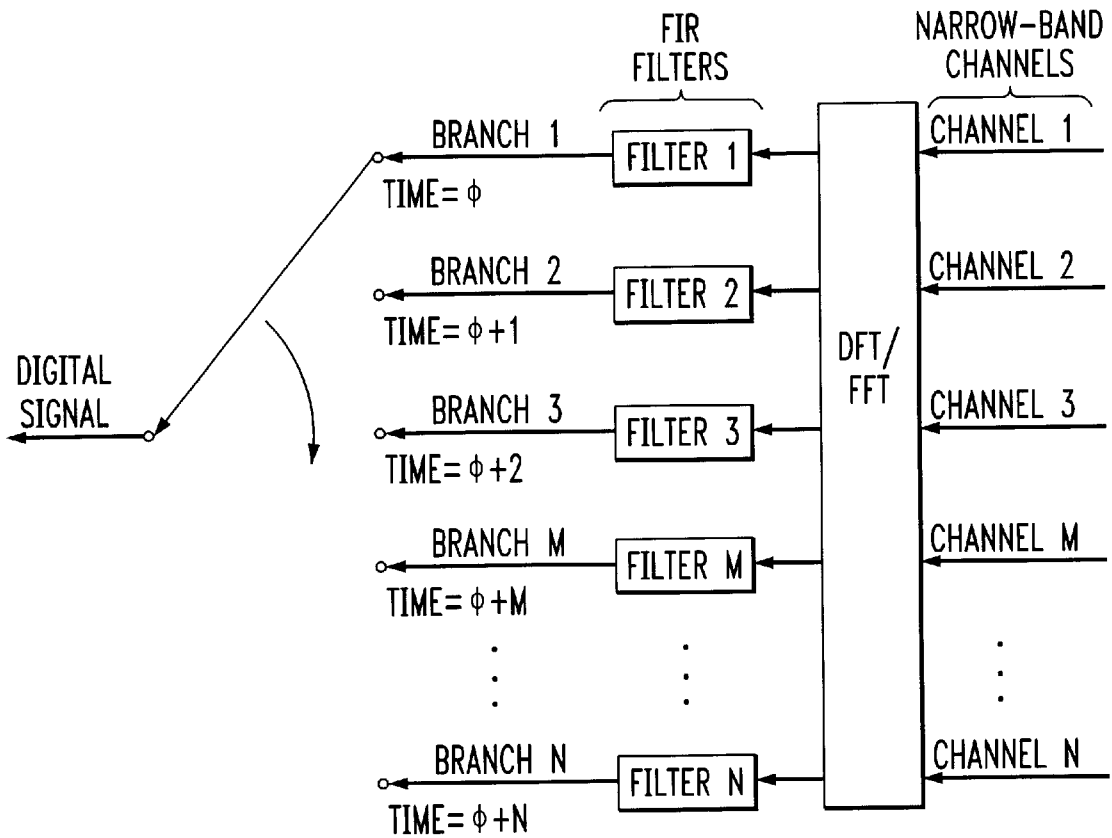 FIR
FILTERS
NARROW-BAND
CHANNELS
BRANCH 1
FILTER 1
CHANNEL 1
TIME= ϕ
BRANCH 2
FILTER 2
CHANNEL 2
TIME= ϕ+1
DIGITAL
SIGNAL
BRANCH 3
FILTER 3
CHANNEL 3
TIME= ϕ+2
DFT/
FFT
BRANCH M
FILTER M
CHANNEL M
TIME= ϕ+M
BRANCH N
FILTER N
CHANNEL N
TIME= ϕ+N